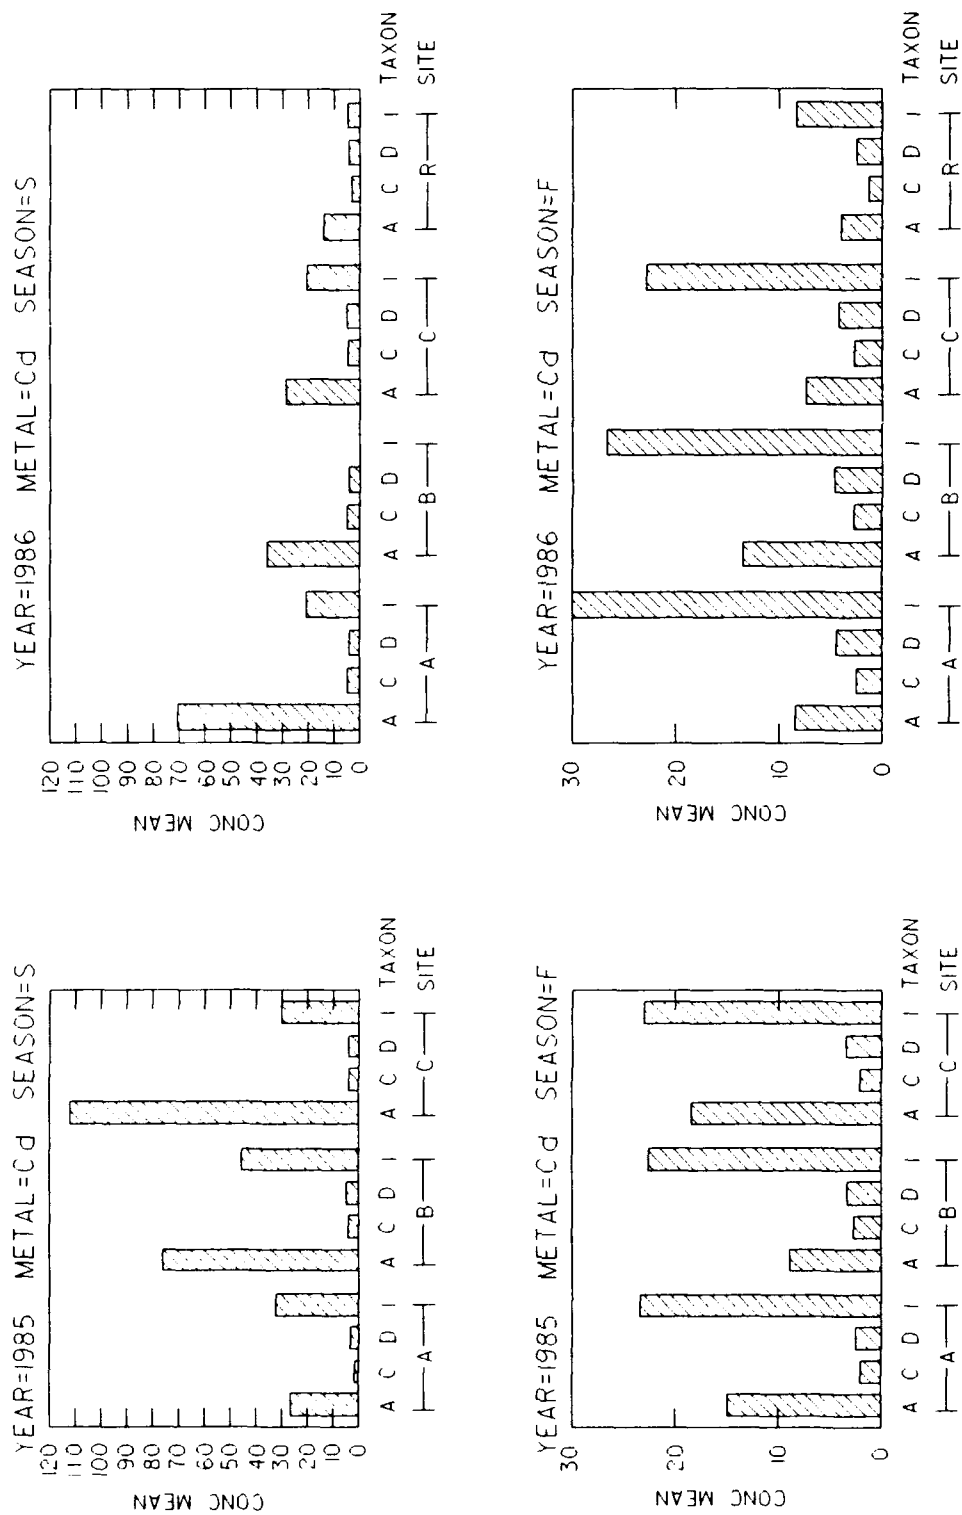 YEAR=1985 METAL=Cd SEASON=S
CONC MEAN
120
110
100
90
80
70
60
50
40
30
20
10
0
A C D I A C D I A C D I TAXON
A B C SITE
YEAR=1986 METAL=Cd SEASON=S
CONC MEAN
120
110
100
90
80
70
60
50
40
30
20
10
0
A C D I A C D I A C D I A C D I TAXON
A B C R SITE
YEAR=1985 METAL=Cd SEASON=F
CONC MEAN
30
20
10
0
A C D I A C D I A C D I TAXON
A B C SITE
YEAR=1986 METAL=Cd SEASON=F
CONC MEAN
30
20
10
0
A C D I A C D I A C D I A C D I TAXON
A B C R SITE